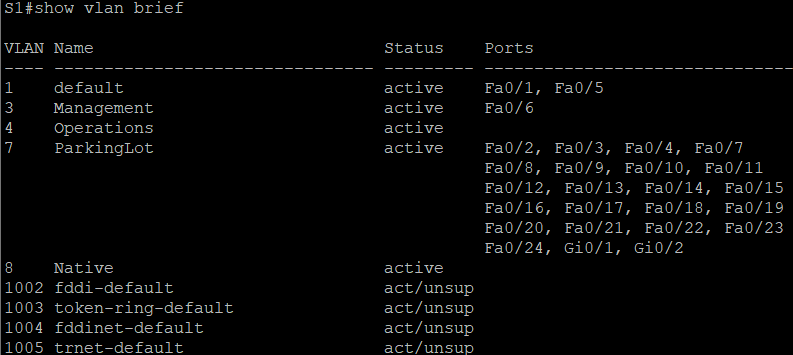 S1#show vlan brief
VLAN Name                             Status    Ports
---- -------------------------------- --------- -------------------------------
1    default                          active    Fa0/1, Fa0/5
3    Management                       active    Fa0/6
4    Operations                       active
7    ParkingLot                       active    Fa0/2, Fa0/3, Fa0/4, Fa0/7
                                                Fa0/8, Fa0/9, Fa0/10, Fa0/11
                                                Fa0/12, Fa0/13, Fa0/14, Fa0/15
                                                Fa0/16, Fa0/17, Fa0/18, Fa0/19
                                                Fa0/20, Fa0/21, Fa0/22, Fa0/23
                                                Fa0/24, Gi0/1, Gi0/2
8    Native                           active
1002 fddi-default                     act/unsup
1003 token-ring-default               act/unsup
1004 fddinet-default                  act/unsup
1005 trnet-default                    act/unsup